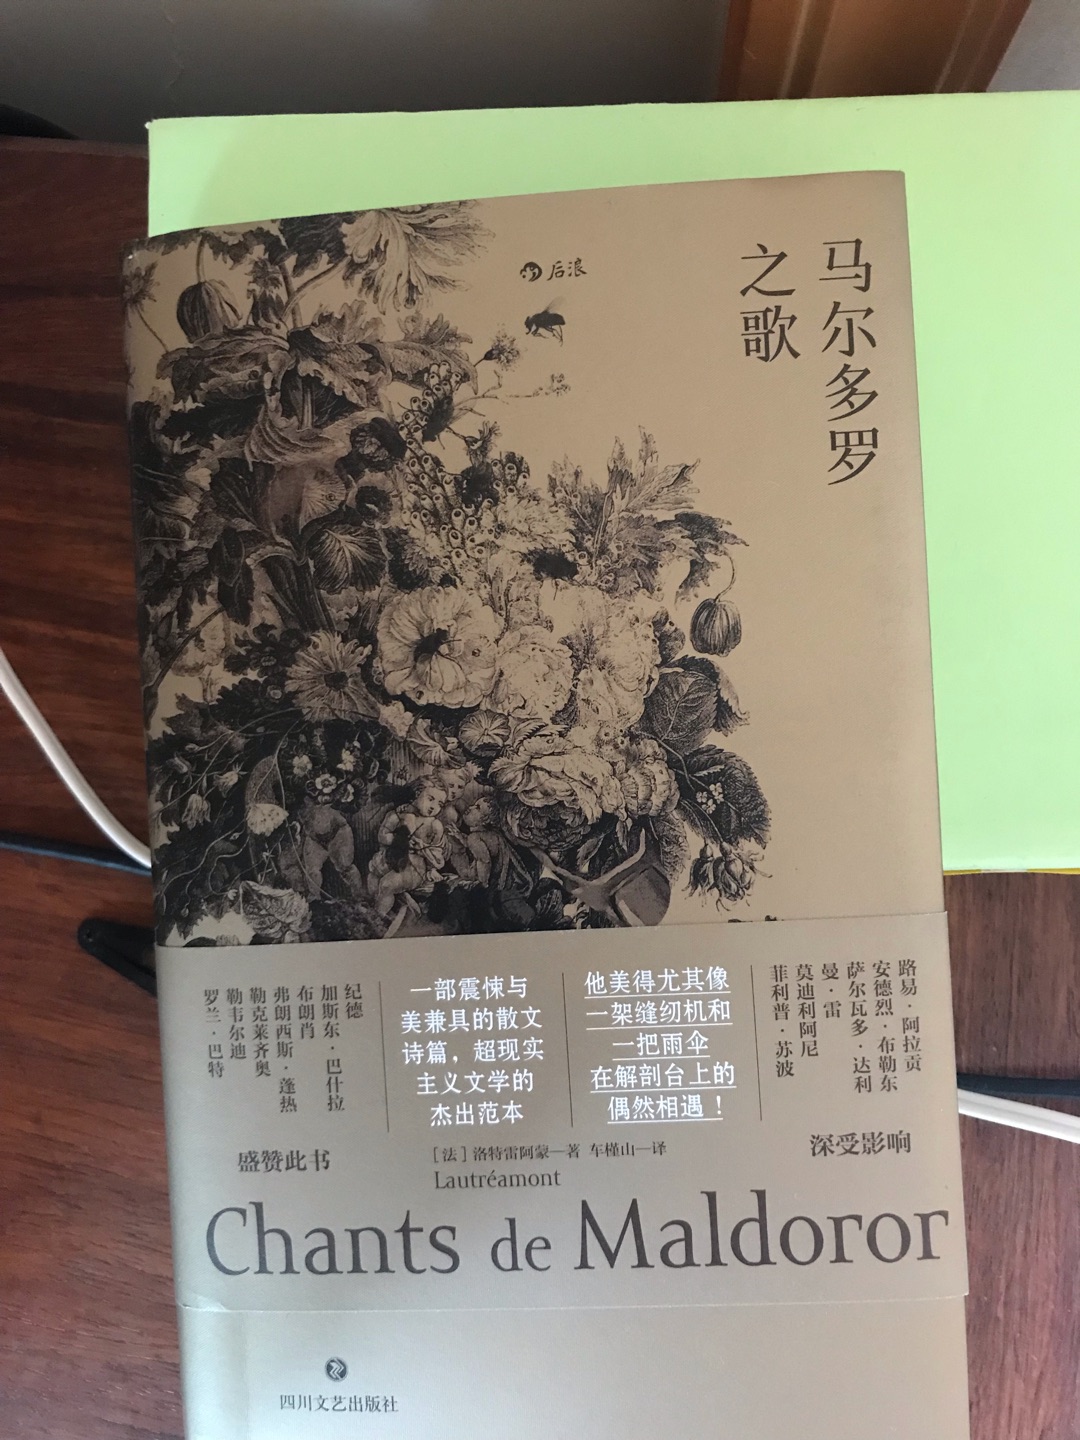 后浪
马尔多罗
之歌
路易·阿拉贡
安德烈·布勒东
萨尔瓦多·达利
曼·雷
莫迪利阿尼
菲利普·苏波
深受影响
他美得尤其像
一架缝纫机和
一把雨伞
在解剖台上的
偶然相遇！
一部震悚与
美兼具的散文
诗篇，超现实
主义文学的
杰出范本
纪德
加斯东·巴什拉
布朗肖
弗朗西斯·蓬热
勒克莱齐奥
勒韦尔迪
罗兰·巴特
盛赞此书
[法]洛特雷阿蒙—著 车槿山—译
Lautréamont
Chants de Maldoror
四川文艺出版社